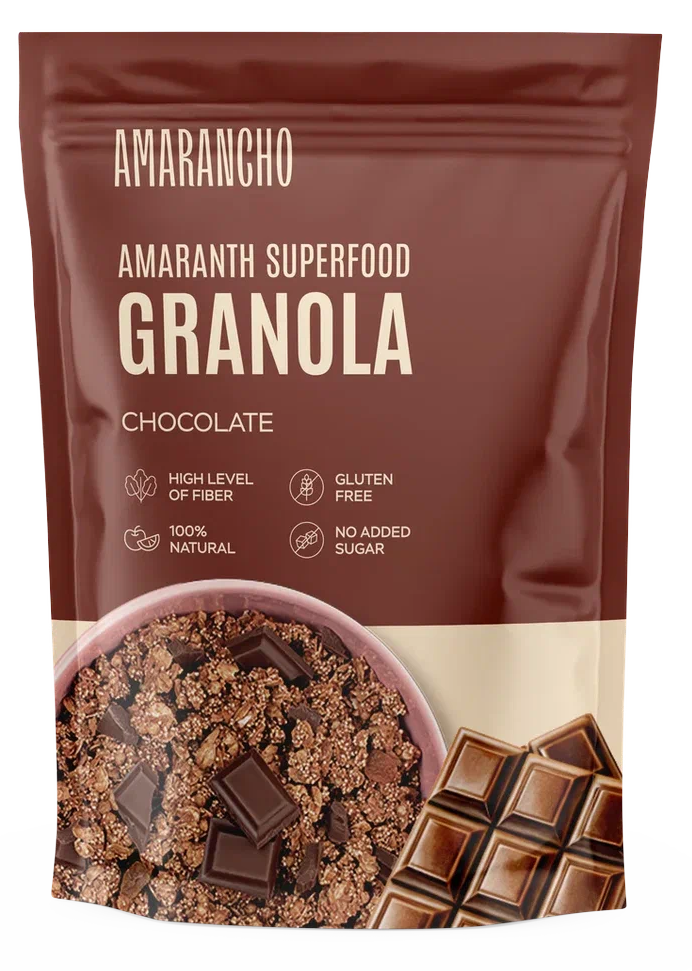 AMARANCHO
AMARANTH SUPERFOOD
GRANOLA
CHOCOLATE
HIGH LEVEL
OF FIBER
GLUTEN
FREE
100%
NATURAL
NO ADDED
SUGAR